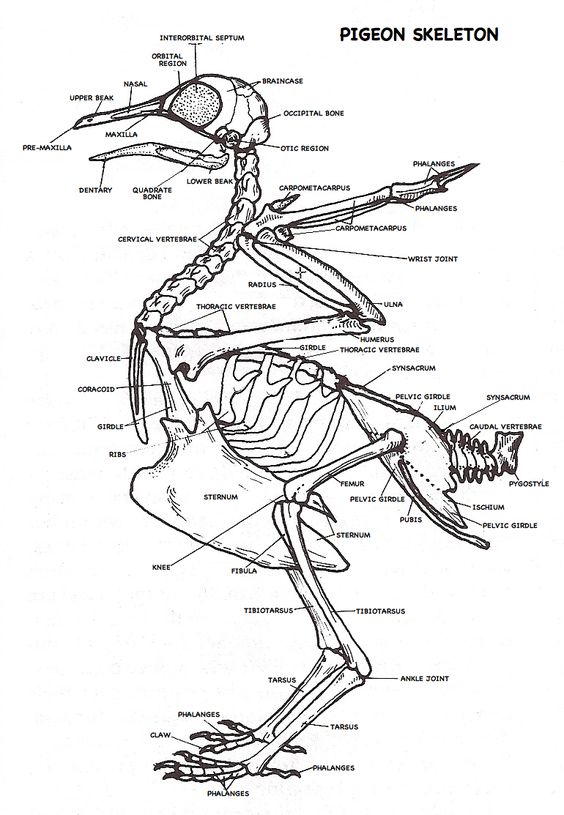 PIGEON SKELETON
INTERORBITAL SEPTUM
ORBITAL
REGION
NASAL
BRAINCASE
UPPER BEAK
OCCIPITAL BONE
MAXILLA
PRE-MAXILLA
OTIC REGION
LOWER BEAK
DENTARY
QUADRATE
BONE
PHALANGES
CARPOMETACARPUS
PHALANGES
CARPOMETACARPUS
CERVICAL VERTEBRAE
WRIST JOINT
RADIUS
ULNA
THORACIC VERTEBRAE
HUMERUS
GIRDLE
THORACIC VERTEBRAE
CLAVICLE
SYNSACRUM
CORACOID
PELVIC GIRDLE
SYNSACRUM
ILIUM
GIRDLE
CAUDAL VERTEBRAE
RIBS
FEMUR
PYGOSTYLE
STERNUM
PELVIC GIRDLE
ISCHIUM
PUBIS
PELVIC GIRDLE
STERNUM
KNEE
FIBULA
TIBIOTARSUS
TIBIOTARSUS
TARSUS
ANKLE JOINT
PHALANGES
TARSUS
CLAW
PHALANGES
PHALANGES